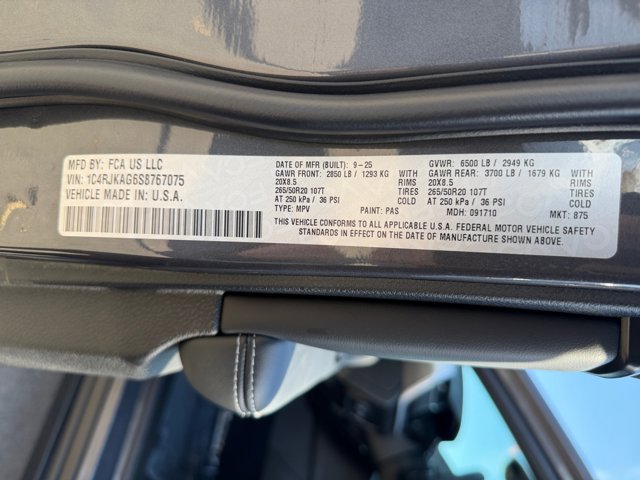 MFD BY: FCA US LLC
VIN: 1C4RJKAG6S8767075
VEHICLE MADE IN: U.S.A.
DATE OF MFR (BUILT): 9-25
GAWR FRONT: 2850 LB / 1293 KG WITH
20X8.5 RIMS
265/50R20 107T TIRES
AT 250 kPa / 36 PSI COLD
TYPE: MPV PAINT: PAS
GVWR: 6500 LB / 2949 KG
GAWR REAR: 3700 LB / 1679 KG WITH
20X8.5 RIMS
265/50R20 107T TIRES
AT 250 kPa / 36 PSI COLD
MDH: 091710 MKT: 875
THIS VEHICLE CONFORMS TO ALL APPLICABLE U.S.A. FEDERAL MOTOR VEHICLE SAFETY
STANDARDS IN EFFECT ON THE DATE OF MANUFACTURE SHOWN ABOVE.